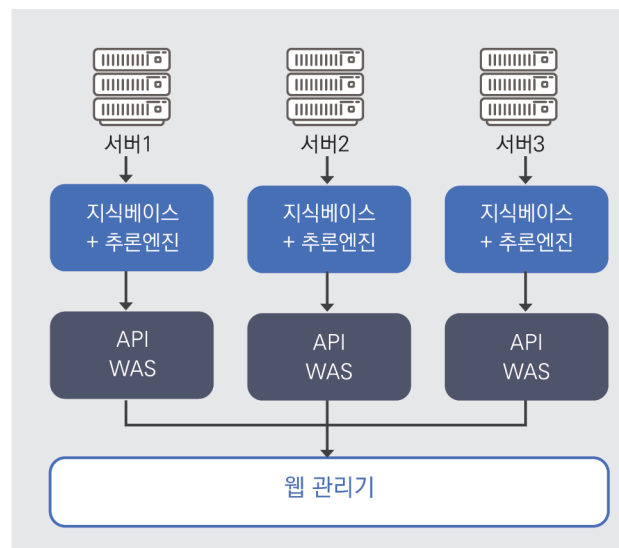 서버1
서버2
서버3
지식베이스
+ 추론엔진
지식베이스
+ 추론엔진
지식베이스
+ 추론엔진
API
WAS
API
WAS
API
WAS
웹 관리기